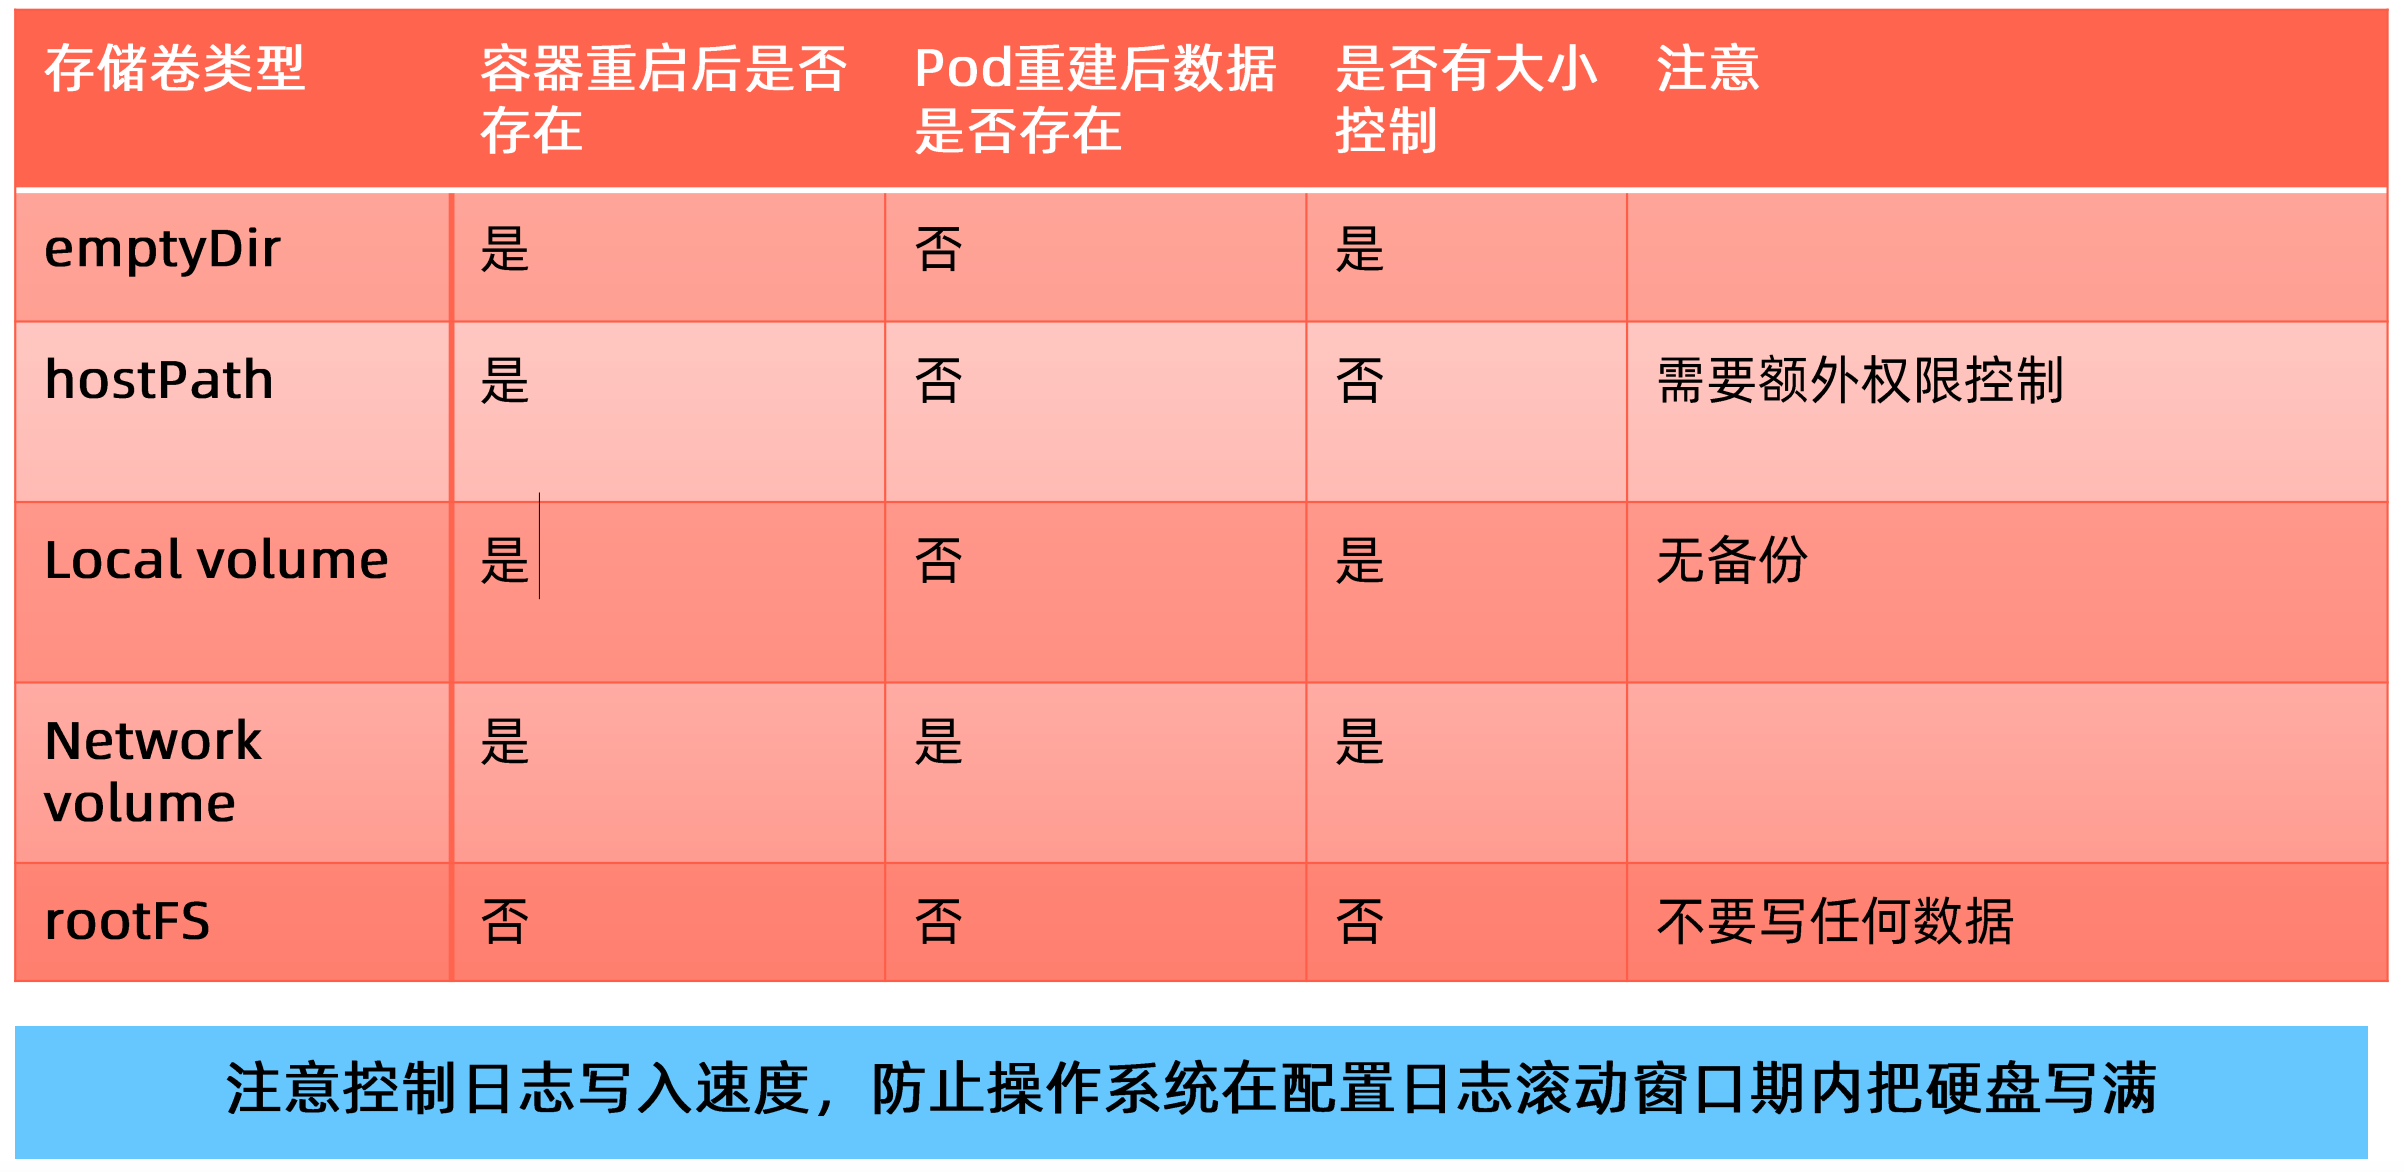 存储卷类型 容器重启后是否存在 Pod重建后数据是否存在 是否有大小控制 注意
emptyDir 是 否 是
hostPath 是 否 否 需要额外权限控制
Local volume 是 否 是 无备份
Network volume 是 是 是
rootFS 否 否 否 不要写任何数据
注意控制日志写入速度，防止操作系统在配置日志滚动窗口期内把硬盘写满